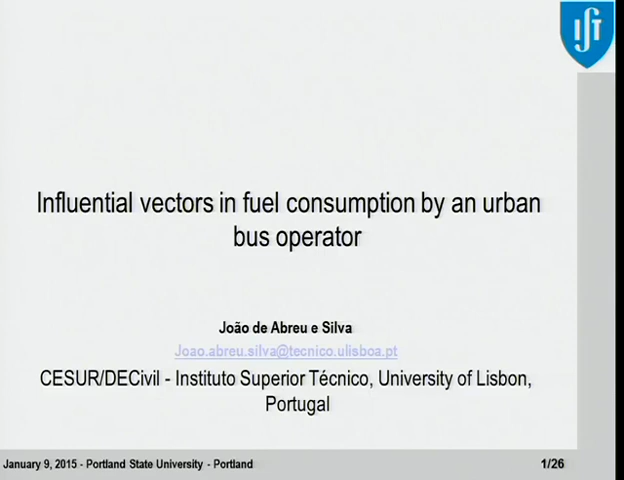 IST
Influential vectors in fuel consumption by an urban
bus operator
João de Abreu e Silva
Joao.abreu.silva@tecnico.ulisboa.pt
CESUR/DECivil - Instituto Superior Técnico, University of Lisbon,
Portugal
January 9, 2015 - Portland State University - Portland
1/26